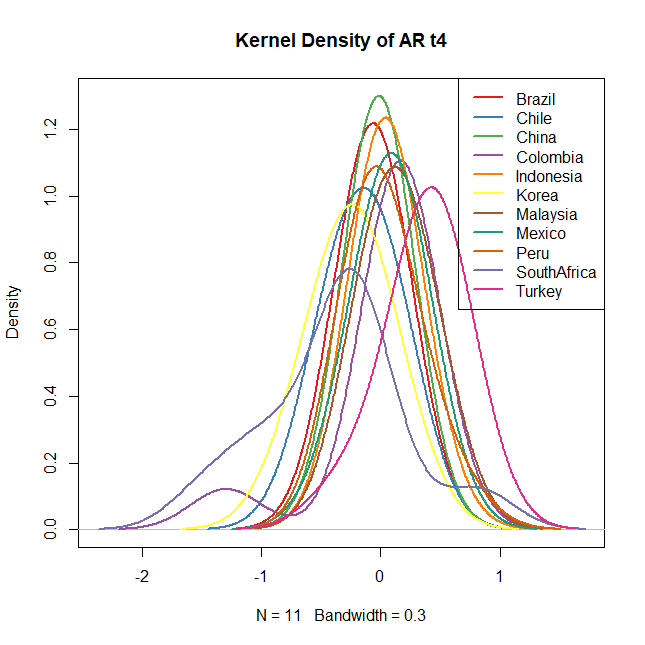 Kernel Density of AR t4
Brazil
Chile
China
Colombia
Indonesia
Korea
Malaysia
Mexico
Peru
SouthAfrica
Turkey
Density
1.2
1.0
0.8
0.6
0.4
0.2
0.0
-2 -1 0 1
N = 11 Bandwidth = 0.3